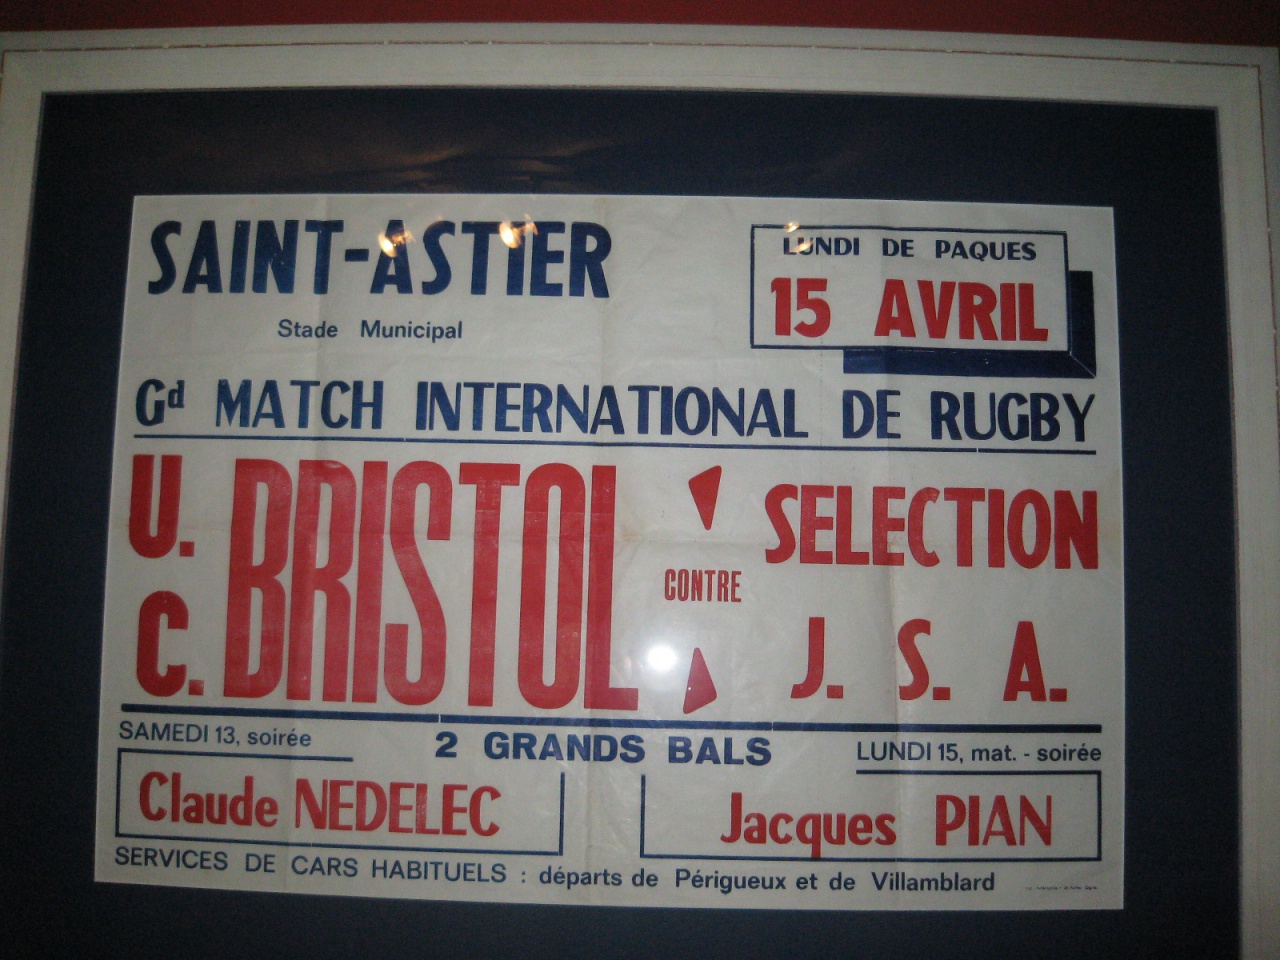 SAINT-ASTIER
Stade Municipal
LUNDI DE PAQUES
15 AVRIL
Gd MATCH INTERNATIONAL DE RUGBY
U. C. BRISTOL
CONTRE
SELECTION
J. S. A.
SAMEDI 13, soirée
2 GRANDS BALS
LUNDI 15, mat. - soirée
Claude NEDELEC
Jacques PIAN
SERVICES DE CARS HABITUELS : départs de Périgueux et de Villamblard